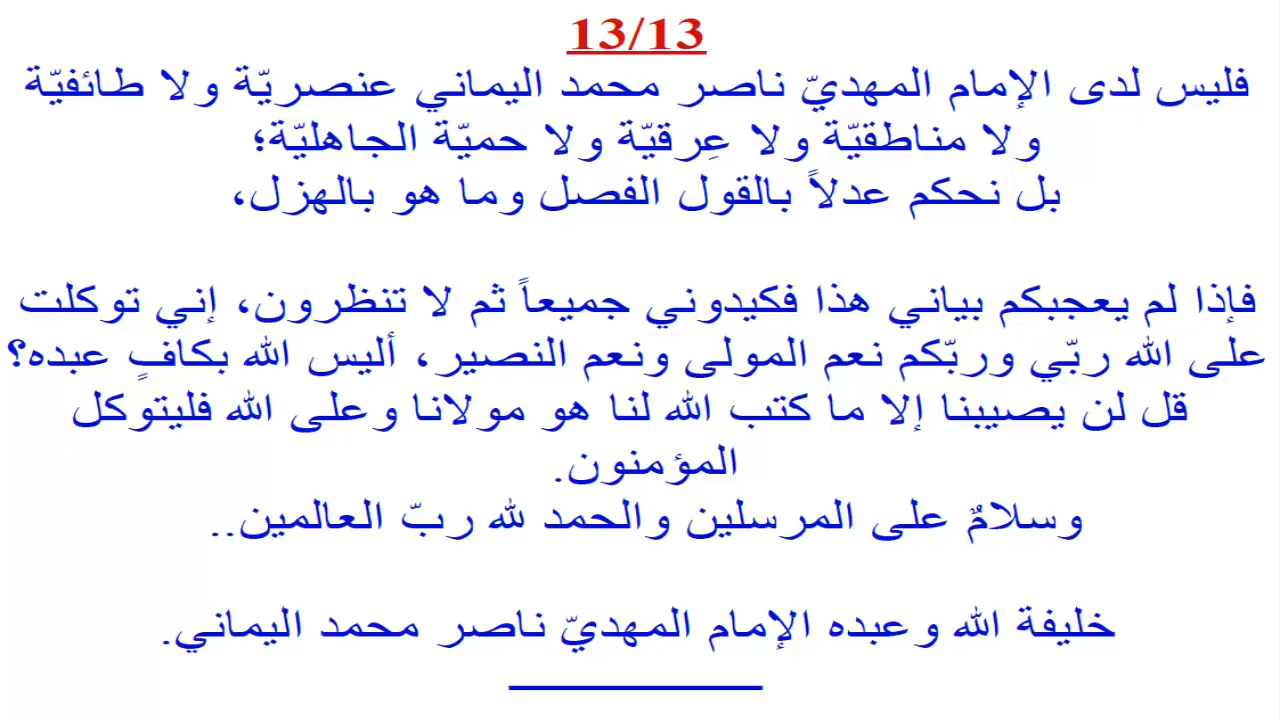 13/13
فليس لدى الإمام المهديّ ناصر محمد اليماني عنصريّة ولا طائفيّة
ولا مناطقيّة ولا عِرقيّة ولا حميّة الجاهليّة؛
بل نحكم عدلاً بالقول الفصل وما هو بالهزل،
فإذا لم يعجبكم بياني هذا فكيدوني جميعاً ثم لا تنظرون، إني توكلت
على الله ربّي وربّكم نعم المولى ونعم النصير، أليس الله بكافٍ عبده؟
قل لن يصيبنا إلا ما كتب الله لنا هو مولانا وعلى الله فليتوكل
المؤمنون.
وسلامٌ على المرسلين والحمد لله ربّ العالمين..
خليفة الله وعبده الإمام المهديّ ناصر محمد اليماني.